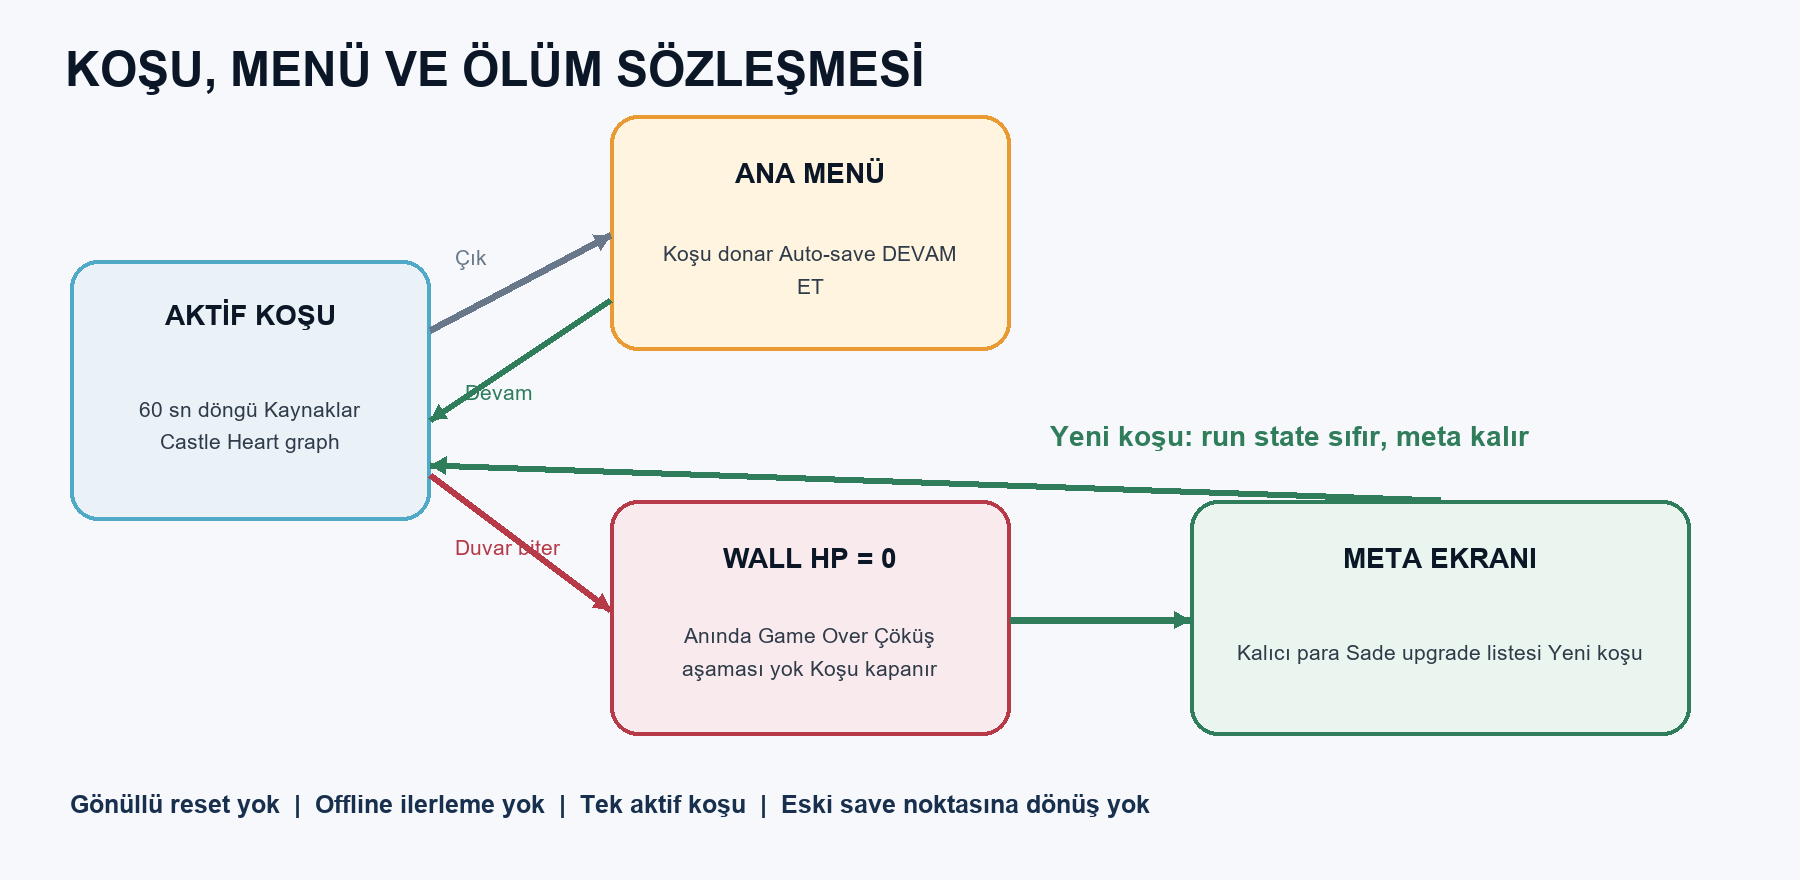 KOŞU, MENÜ VE ÖLÜM SÖZLEŞMESİ
ANA MENÜ
Koşu donar Auto-save DEVAM
ET
Çık
AKTİF KOŞU
60 sn döngü Kaynaklar
Castle Heart graph
Devam
Yeni koşu: run state sıfır, meta kalır
Duvar biter
WALL HP = 0
Anında Game Over Çöküş
aşaması yok Koşu kapanır
META EKRANI
Kalıcı para Sade upgrade listesi Yeni koşu
Gönüllü reset yok | Offline ilerleme yok | Tek aktif koşu | Eski save noktasına dönüş yok